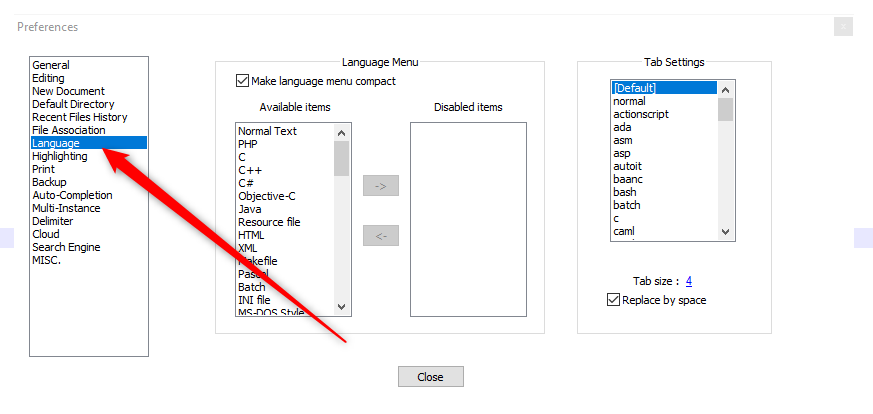 Preferences
General
Editing
New Document
Default Directory
Recent Files History
File Association
Language
Highlighting
Print
Backup
Auto-Completion
Multi-Instance
Delimiter
Cloud
Search Engine
MISC.
Language Menu
Make language menu compact
Available items
Disabled items
Normal Text
PHP
C
C++
C#
Objective-C
Java
Resource file
HTML
XML
Makefile
Pascal
Batch
INI file
MS-DOS Style
->
<-
Tab Settings
[Default]
normal
actionscript
ada
asm
asp
autoit
baanc
bash
batch
c
caml
Tab size : 4
Replace by space
Close